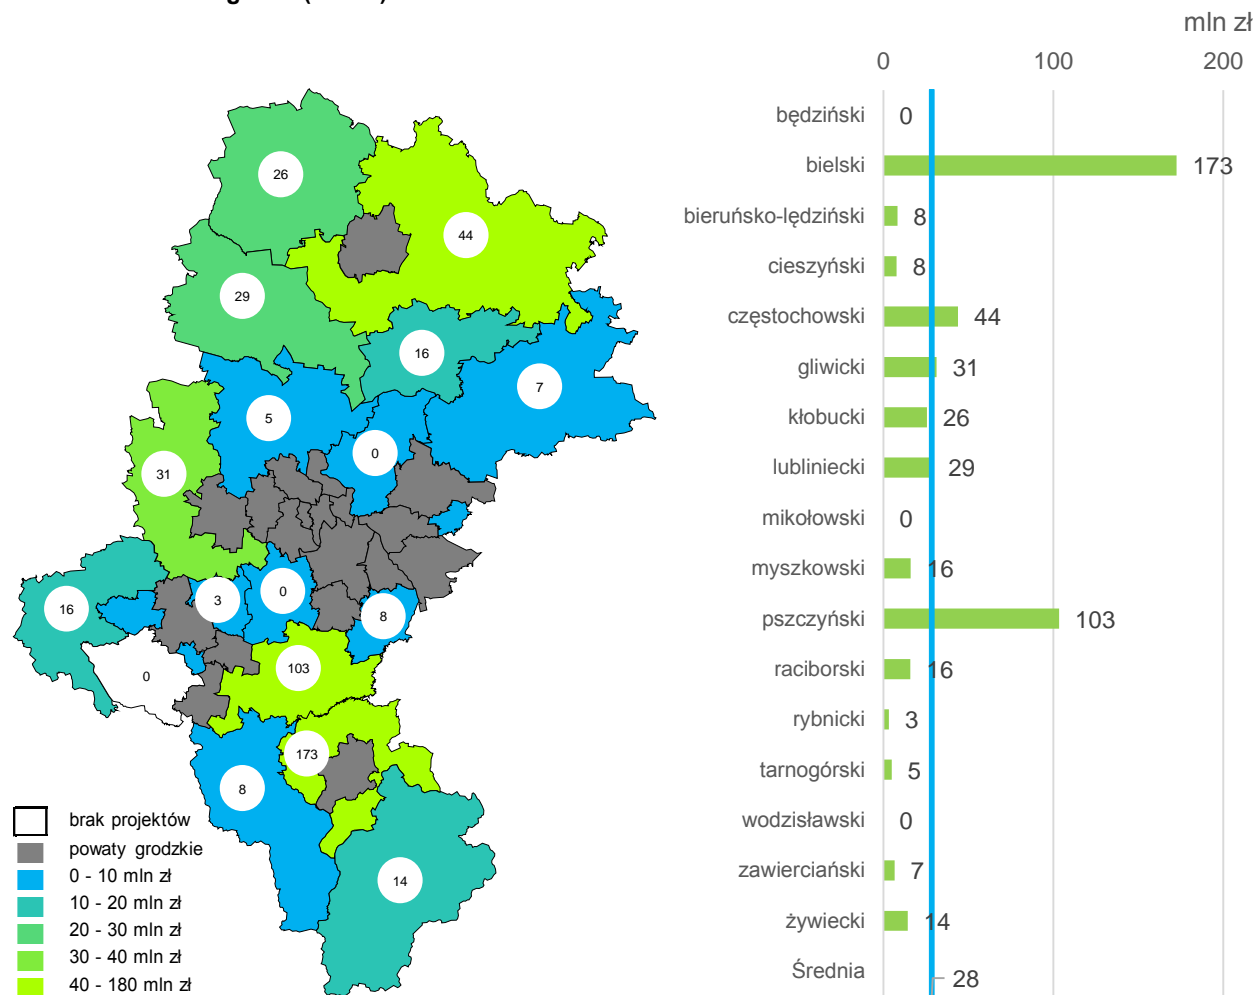 mln zł
0 100 200
będziński 0
bielski 173
bieruńsko-lędziński 8
cieszyński 8
częstochowski 44
gliwicki 31
kłobucki 26
lubliniecki 29
mikołowski 0
myszkowski 16
pszczyński 103
raciborski 16
rybnicki 3
tarnogórski 5
wodzisławski 0
zawierciański 7
żywiecki 14
Średnia 28
26
44
29
16
7
5
0
31
16
3
0
8
0
103
173
8
14
brak projektów
powaty grodzkie
0 - 10 mln zł
10 - 20 mln zł
20 - 30 mln zł
30 - 40 mln zł
40 - 180 mln zł